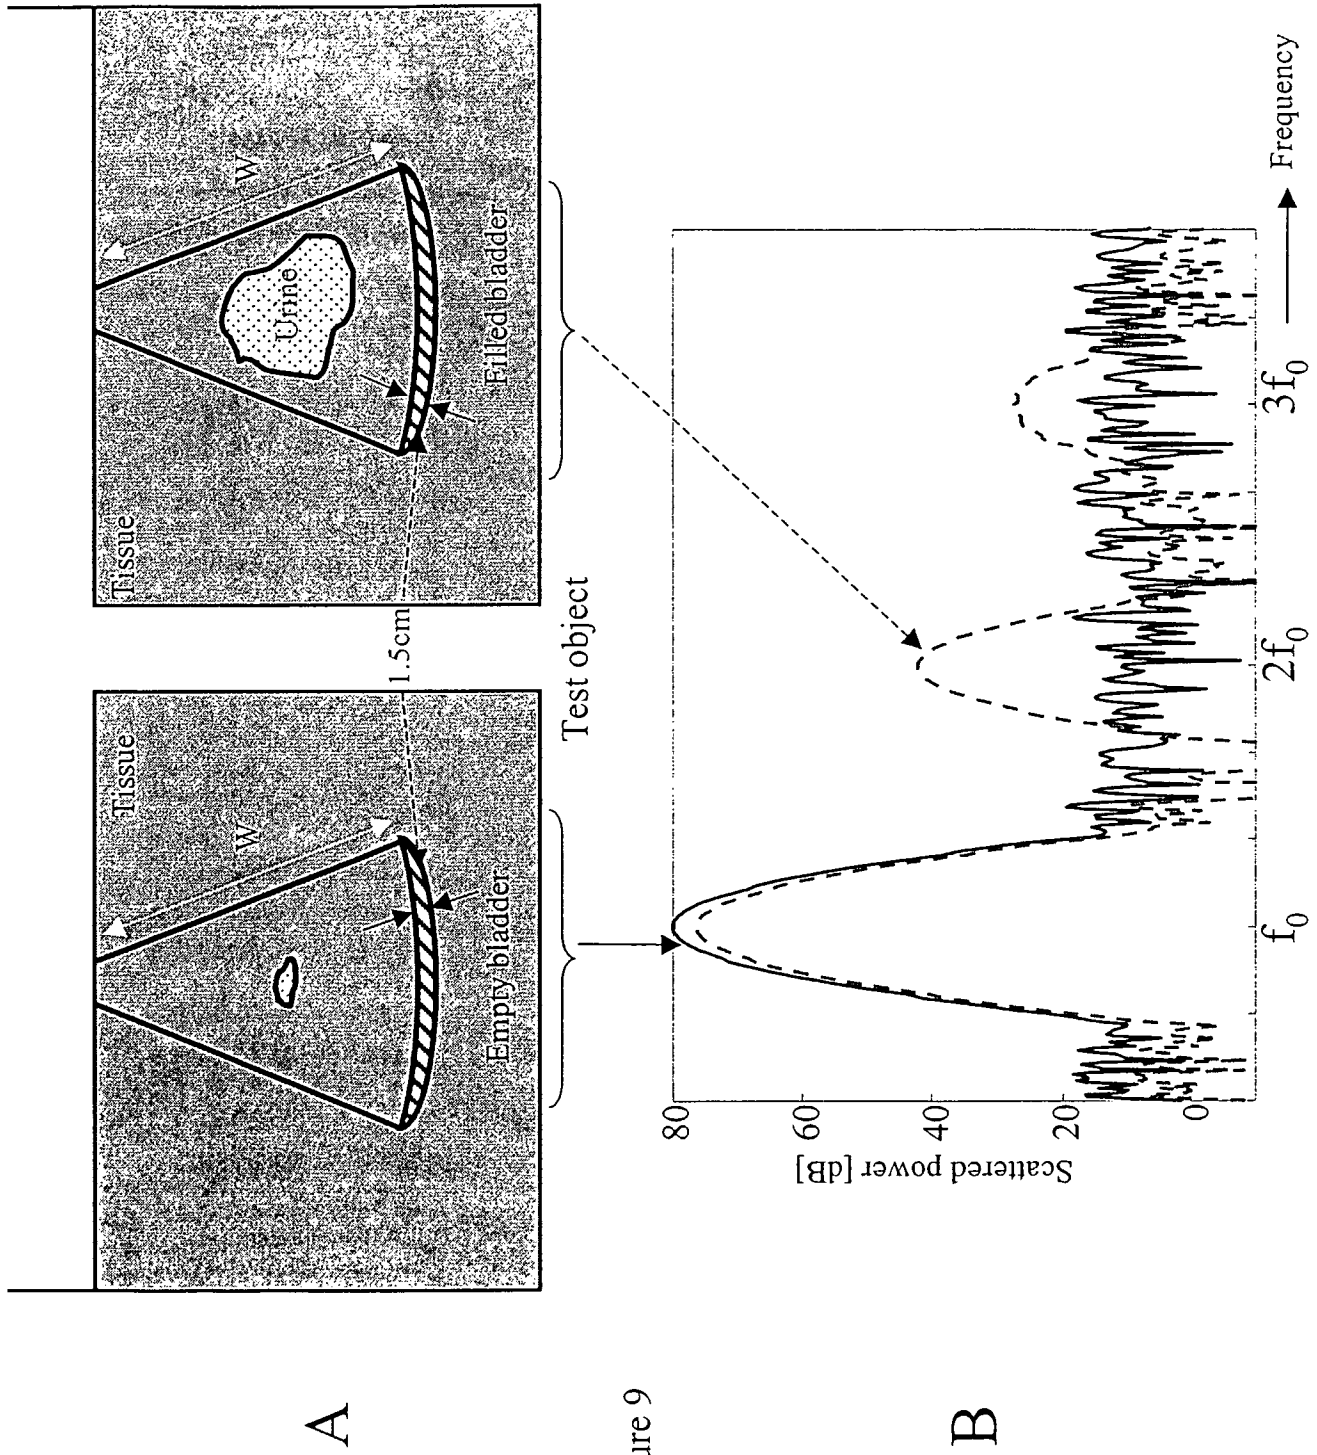 A
Tissue
W
Empty bladder
1.5cm
Tissue
W
Urine
Filled bladder
Test object
ure 9
B
Scattered power [dB]
80
60
40
20
0
f0
2f0
3f0
Frequency